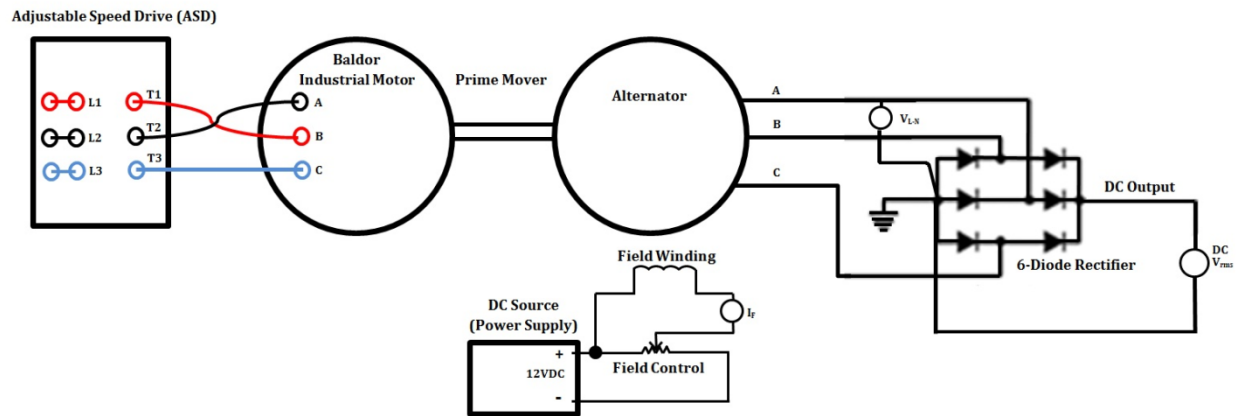 Adjustable Speed Drive (ASD)
L1
T1
L2
T2
L3
T3
Baldor
Industrial Motor
A
B
C
Prime Mover
Alternator
A
B
C
VL-N
DC Output
6-Diode Rectifier
DC
Vrms
Field Winding
IF
DC Source
(Power Supply)
+
12VDC
-
Field Control